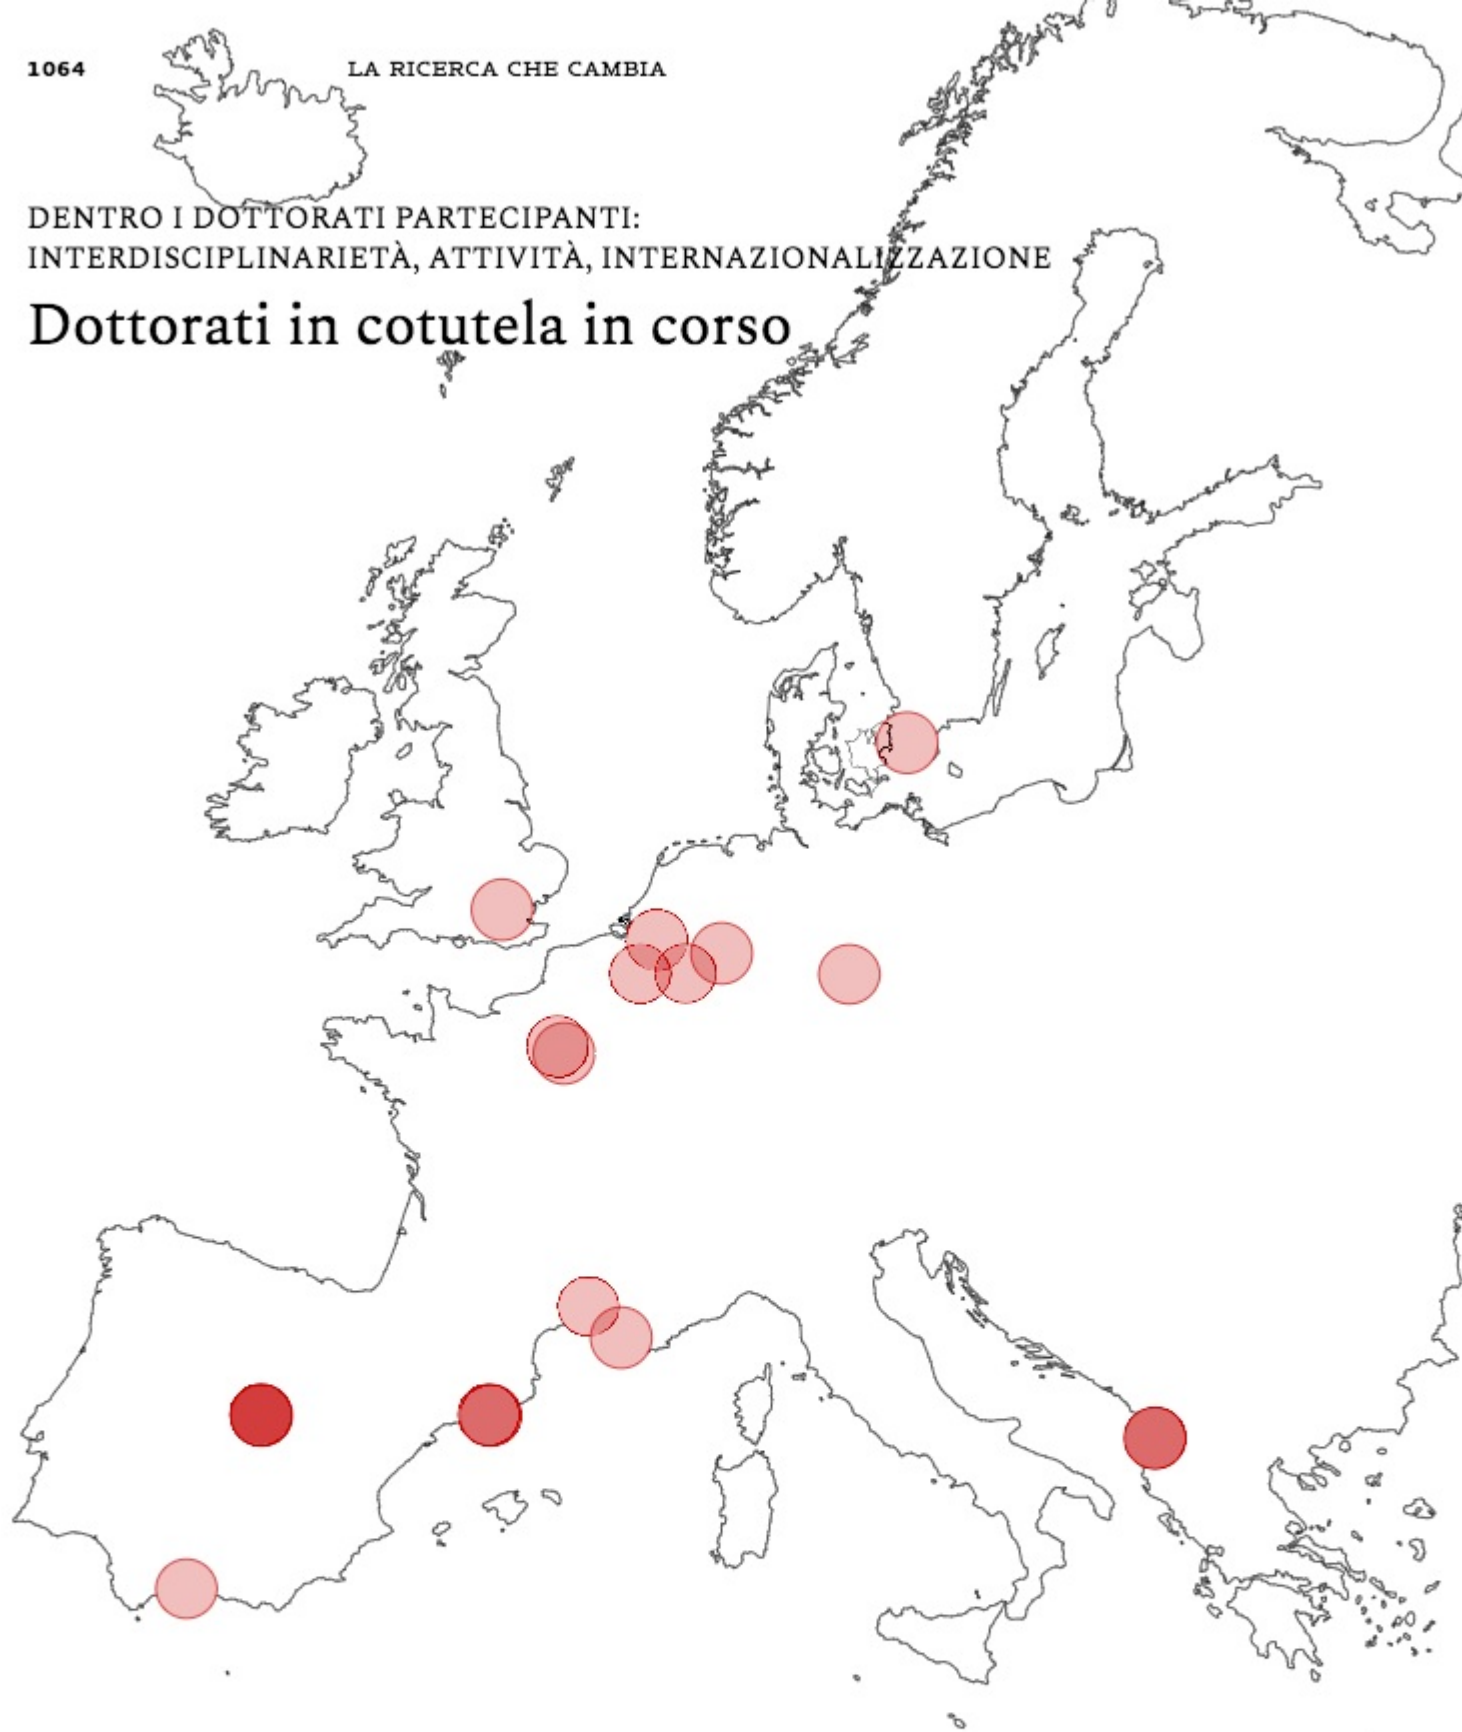 1064
LA RICERCA CHE CAMBIA
DENTRO I DOTTORATI PARTECIPANTI:
INTERDISCIPLINARIETÀ, ATTIVITÀ, INTERNAZIONALIZZAZIONE
Dottorati in cotutela in corso